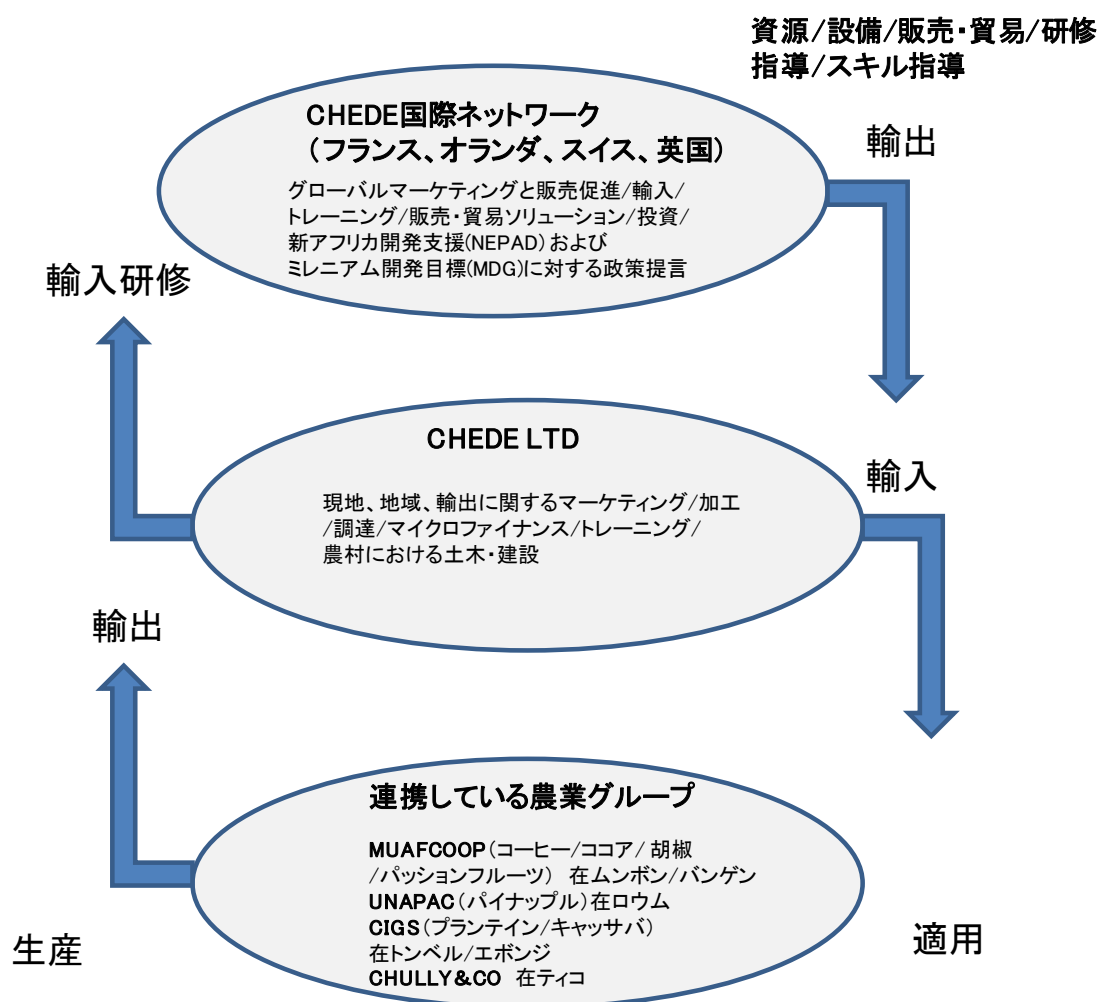 資源/設備/販売・貿易/研修
指導/スキル指導
CHEDE国際ネットワーク
（フランス、オランダ、スイス、英国）
グローバルマーケティングと販売促進/輸入/
トレーニング/販売・貿易ソリューション/投資/
新アフリカ開発支援(NEPAD) および
ミレニアム開発目標(MDG)に対する政策提言
輸出
輸入研修
CHEDE LTD
現地、地域、輸出に関するマーケティング/加工
/調達/マイクロファイナンス/トレーニング/
農村における土木・建設
輸入
輸出
連携している農業グループ
MUAFCOOP（コーヒー/ココア/ 胡椒
/パッションフルーツ） 在ムンボン/バンゲン
UNAPAC（パイナップル）在ロウム
CIGS（プランテイン/キャッサバ）
在トンベル/エボンジ
CHULLY&CO 在ティコ
生産
適用